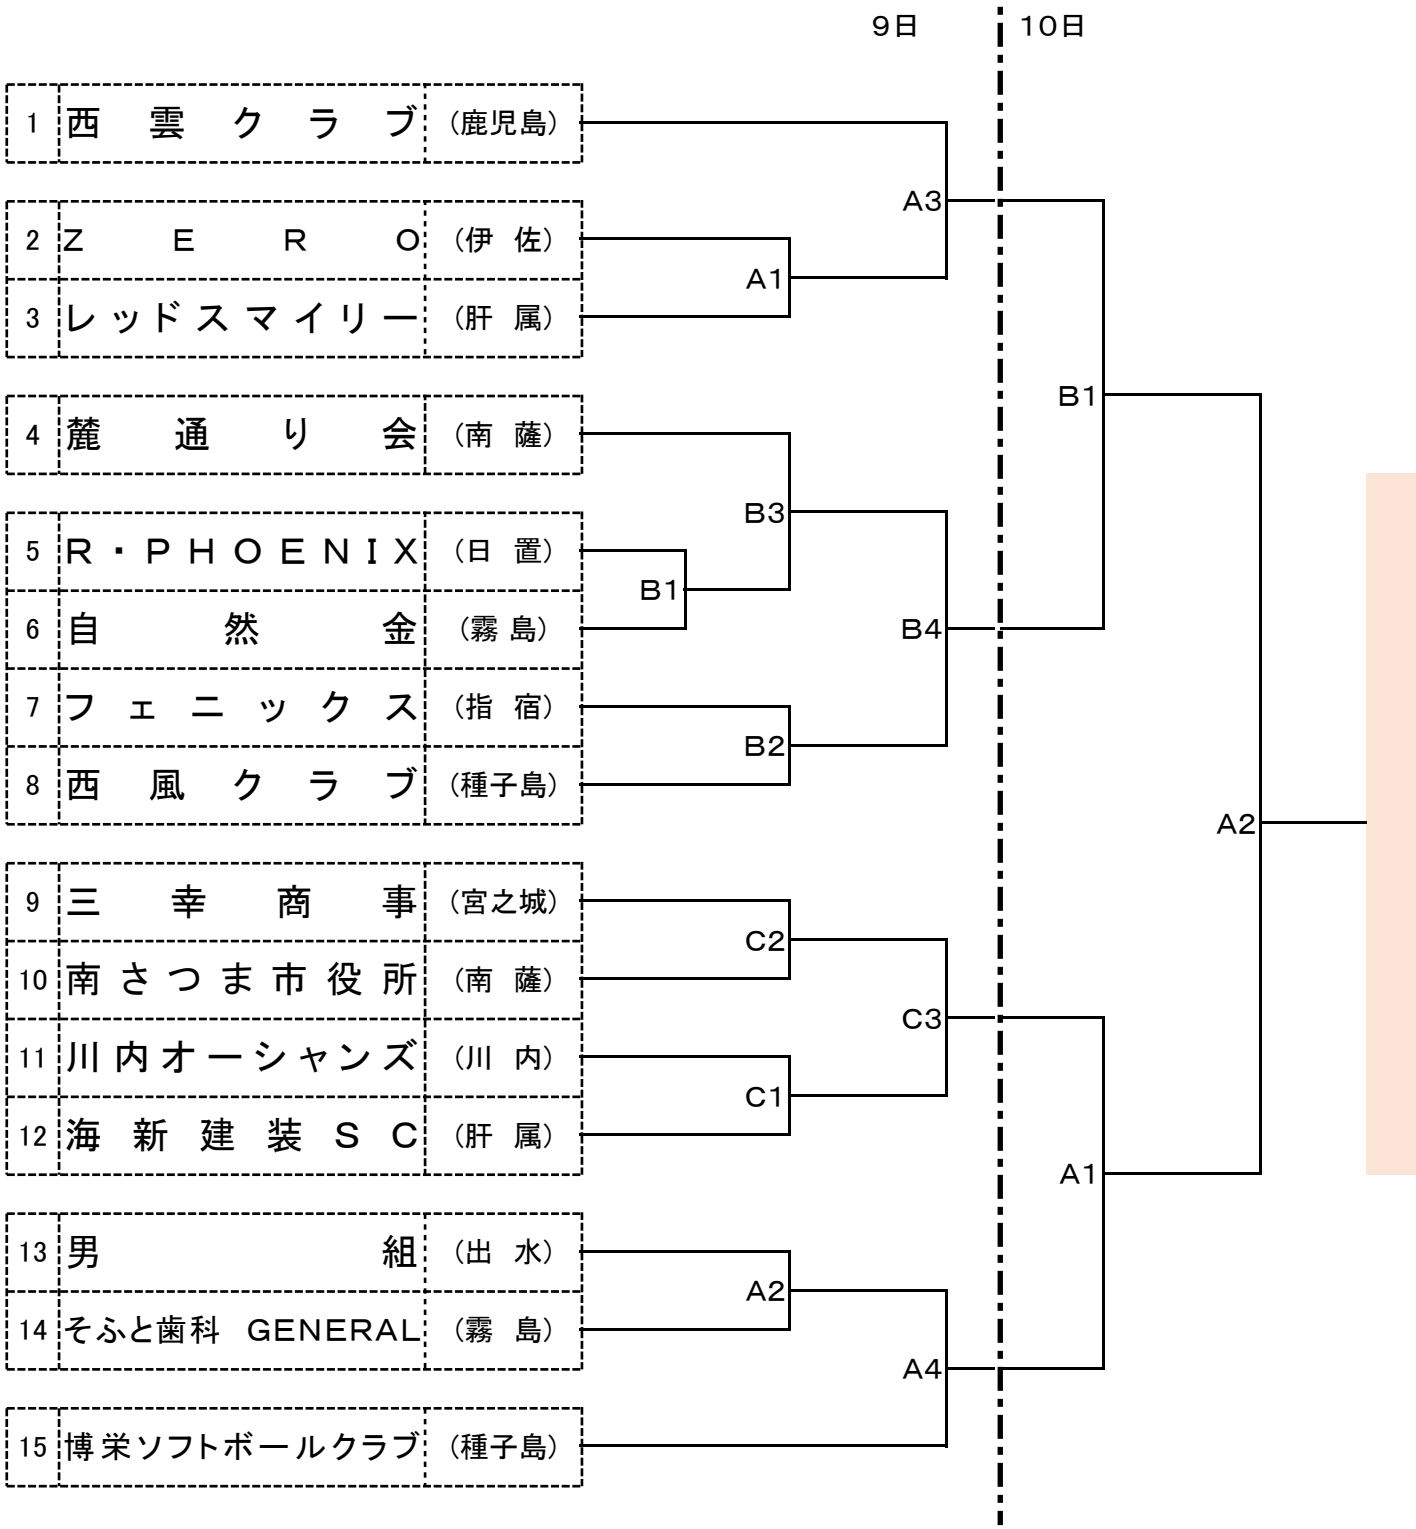 9日 10日
1 西雲クラブ (鹿児島)
A3
2 ZERO (伊佐)
A1
3 レッドスマイリー (肝属)
B1
4 麓通り会 (南薩)
B3
5 R・PHOENIX (日置)
B1
6 自然金 (霧島)
B4
7 フェニックス (指宿)
B2
8 西風クラブ (種子島)
A2
9 三幸商事 (宮之城)
C2
10 南さつま市役所 (南薩)
C3
11 川内オーシャンズ (川内)
C1
12 海新建装SC (肝属)
A1
13 男組 (出水)
A2
14 そふと歯科 GENERAL (霧島)
A4
15 博栄ソフトボールクラブ (種子島)